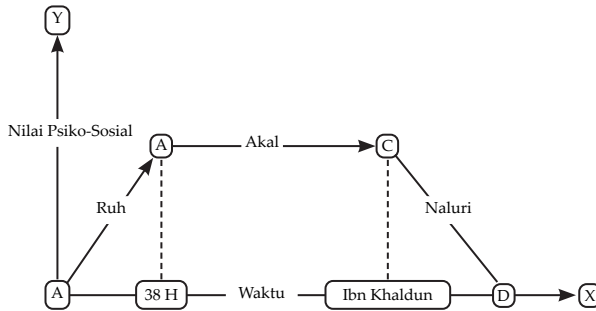 Y
Nilai Psiko-Sosial
A
Akal
C
Ruh
Naluri
A
38 H
Waktu
Ibn Khaldun
D
X